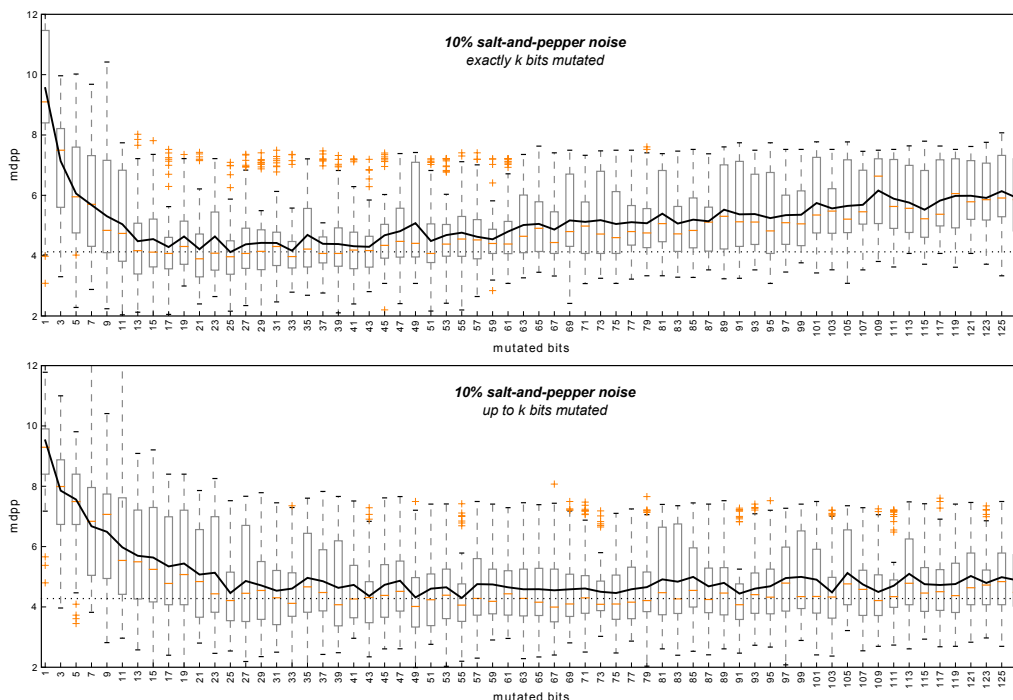 10% salt-and-pepper noise
exactly k bits mutated
mdpp
12
10
8
6
4
2
1 3 5 7 9 11 13 15 17 19 21 23 25 27 29 31 33 35 37 39 41 43 45 47 49 51 53 55 57 59 61 63 65 67 69 71 73 75 77 79 81 83 85 87 89 91 93 95 97 99 101 103 105 107 109 111 113 115 117 119 121 123 125
mutated bits
10% salt-and-pepper noise
up to k bits mutated
mdpp
12
10
8
6
4
2
1 3 5 7 9 11 13 15 17 19 21 23 25 27 29 31 33 35 37 39 41 43 45 47 49 51 53 55 57 59 61 63 65 67 69 71 73 75 77 79 81 83 85 87 89 91 93 95 97 99 101 103 105 107 109 111 113 115 117 119 121 123 125
mutated bits